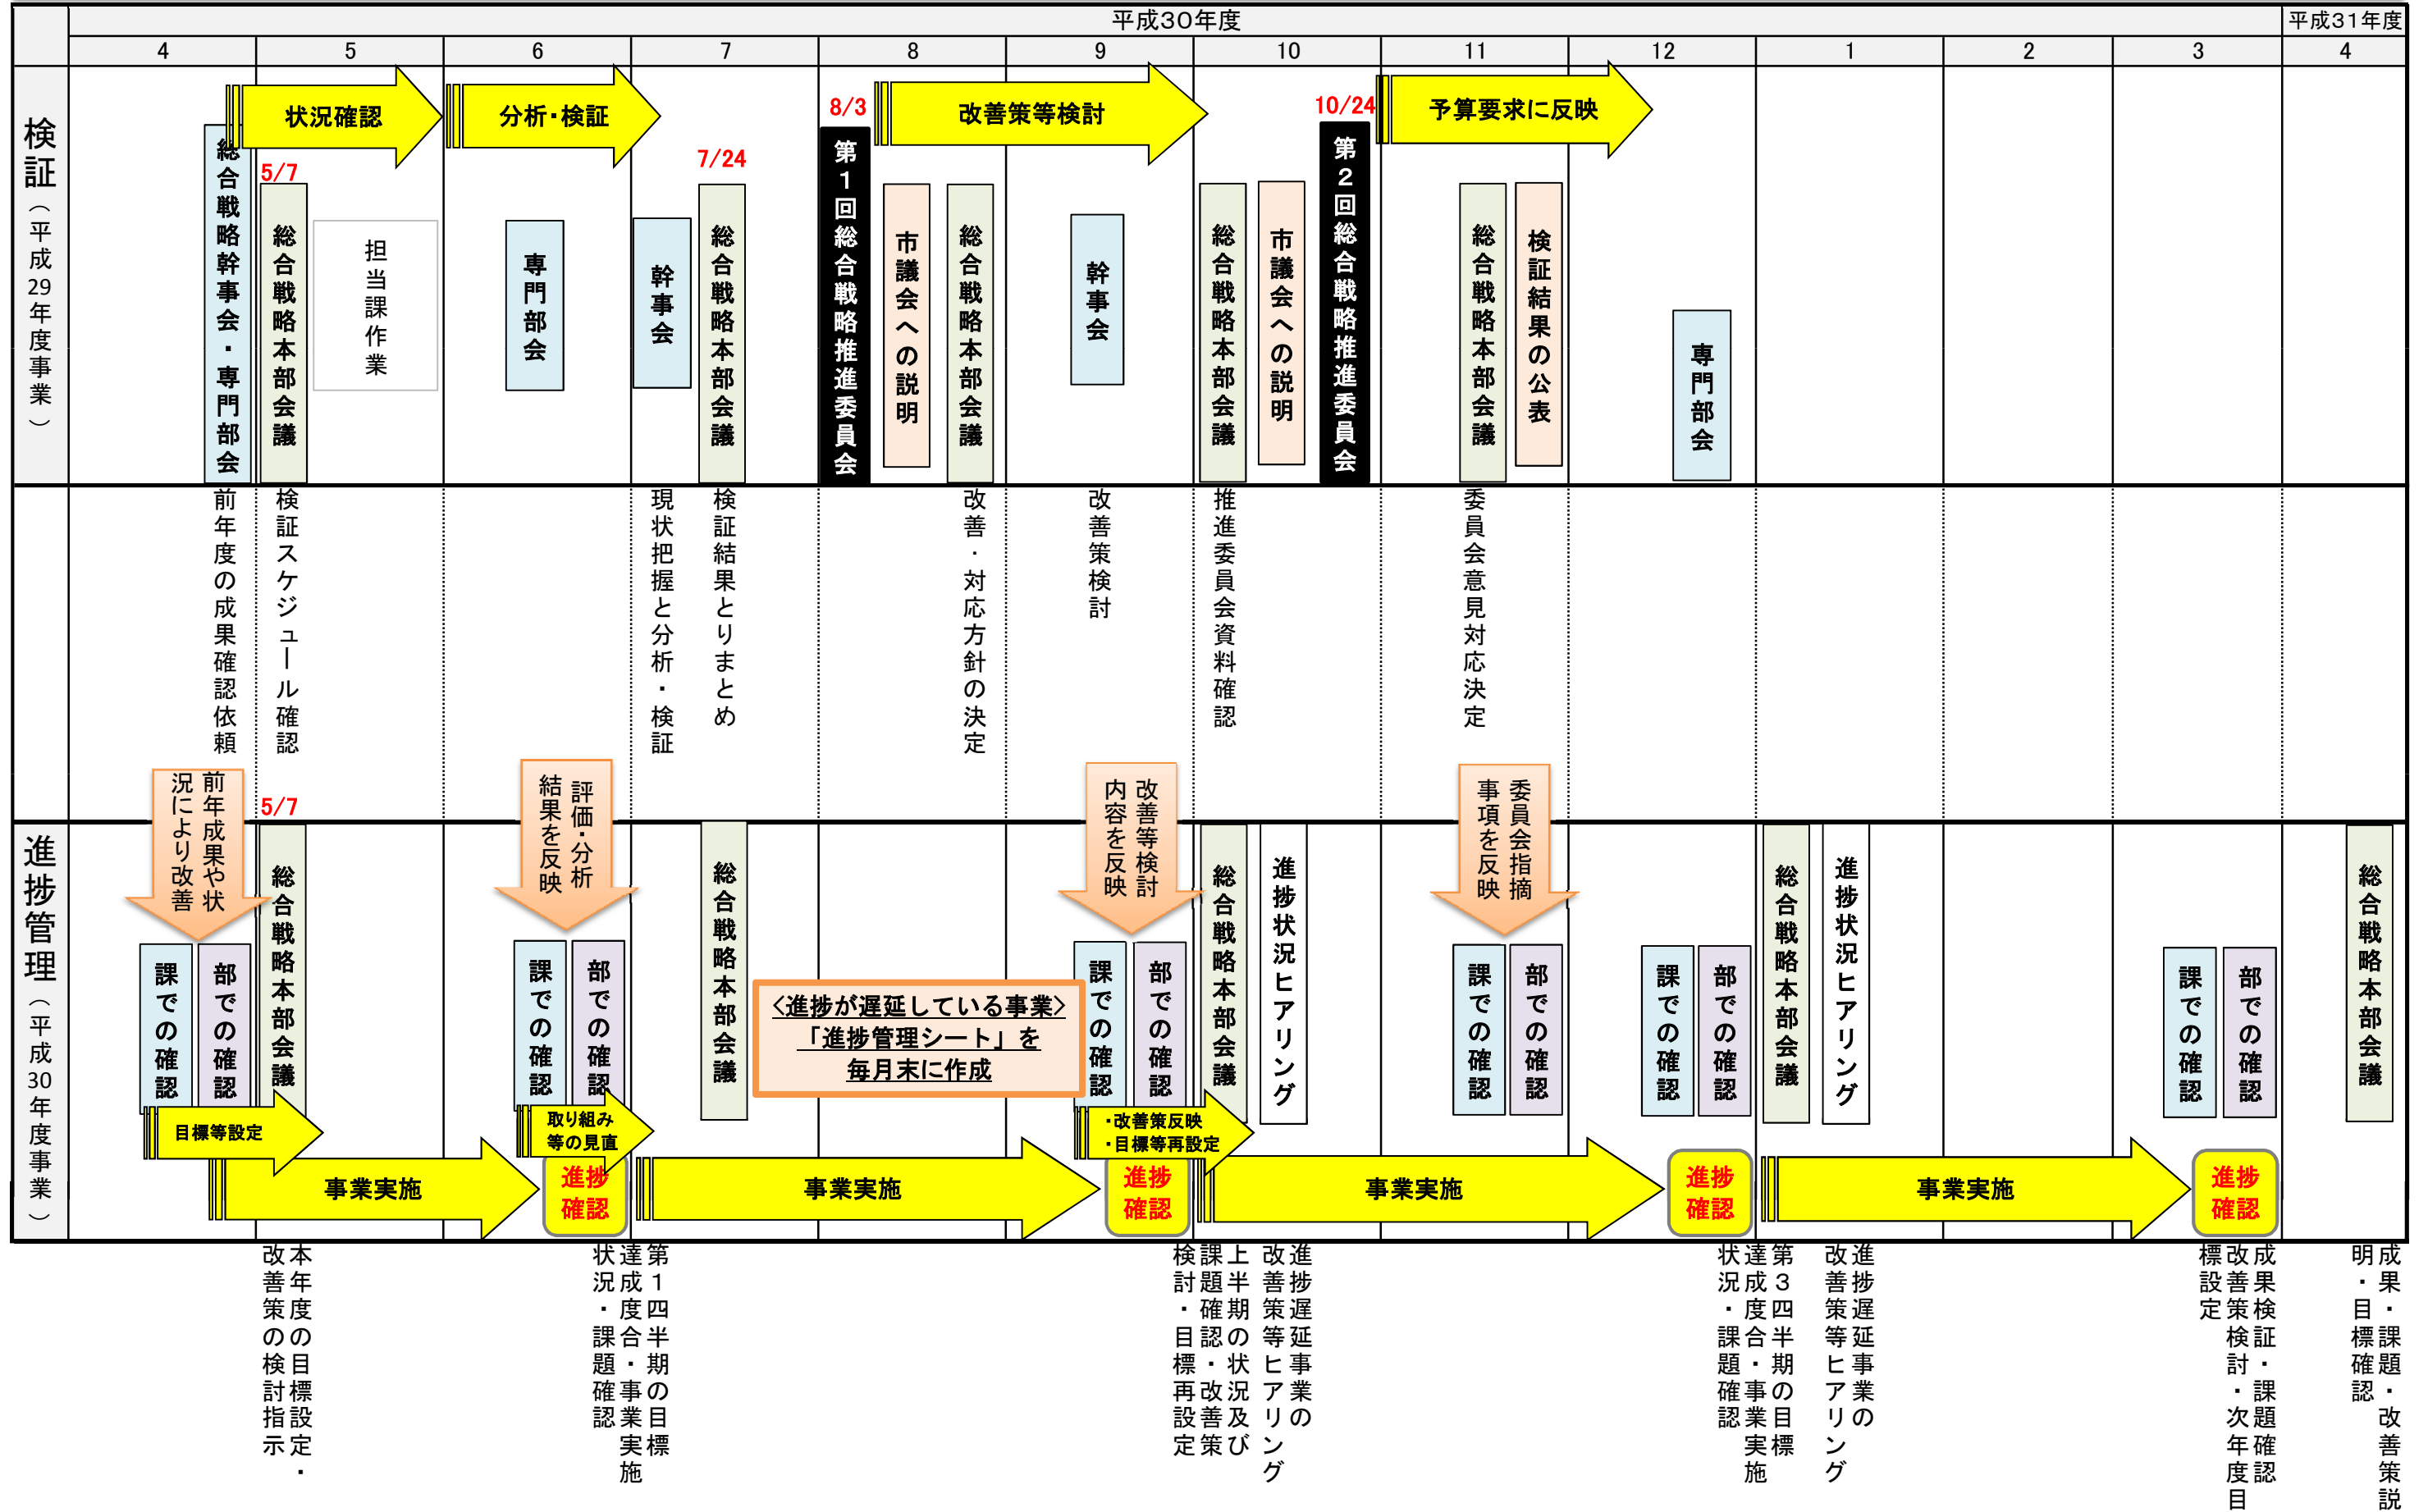 平成30年度
平成31年度
4
5
6
7
8
9
10
11
12
1
2
3
4
検証（平成29年度事業）
状況確認
分析・検証
改善策等検討
予算要求に反映
総合戦略幹事会・専門部会
5/7
総合戦略本部会議
担当課作業
専門部会
幹事会
7/24
総合戦略本部会議
8/3
第１回総合戦略推進委員会
市議会への説明
総合戦略本部会議
幹事会
総合戦略本部会議
市議会への説明
10/24
第２回総合戦略推進委員会
総合戦略本部会議
検証結果の公表
専門部会
前年度の成果確認依頼
検証スケジュール確認
現状把握と分析・検証
検証結果とりまとめ
改善・対応方針の決定
改善策検討
推進委員会資料確認
委員会意見対応決定
前年成果や状
況により改善
5/7
評価・分析
結果を反映
改善等検討
内容を反映
委員会指摘
事項を反映
進捗管理（平成30年度事業）
課での確認
部での確認
総合戦略本部会議
課での確認
部での確認
総合戦略本部会議
<進捗が遅延している事業>
「進捗管理シート」を
毎月末に作成
課での確認
部での確認
総合戦略本部会議
進捗状況ヒアリング
課での確認
部での確認
課での確認
部での確認
総合戦略本部会議
進捗状況ヒアリング
課での確認
部での確認
総合戦略本部会議
目標等設定
取り組み
等の見直
・改善策反映
・目標等再設定
事業実施
進捗
確認
事業実施
進捗
確認
事業実施
進捗
確認
事業実施
進捗
確認
本年度の目標設定・
改善策の検討指示
第１四半期の目標
達成度合・事業実施
状況・課題確認
上半期の状況及び
課題確認・改善策
検討・目標再設定
進捗遅延事業の
改善策等ヒアリング
第３四半期の目標
達成度合・事業実施
状況・課題確認
進捗遅延事業の
改善策等ヒアリング
成果検証・課題確認
改善策検討・次年度目
標設定
成果・課題・改善策説
明・目標確認